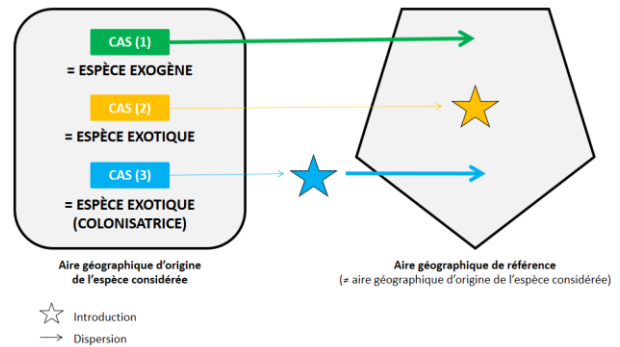 CAS (1)
= ESPÈCE EXOGÈNE
CAS (2)
= ESPÈCE EXOTIQUE
CAS (3)
= ESPÈCE EXOTIQUE
(COLONISATRICE)
Aire géographique d'origine
de l'espèce considérée
Aire géographique de référence
(≠ aire géographique d'origine de l'espèce considérée)
Introduction
Dispersion